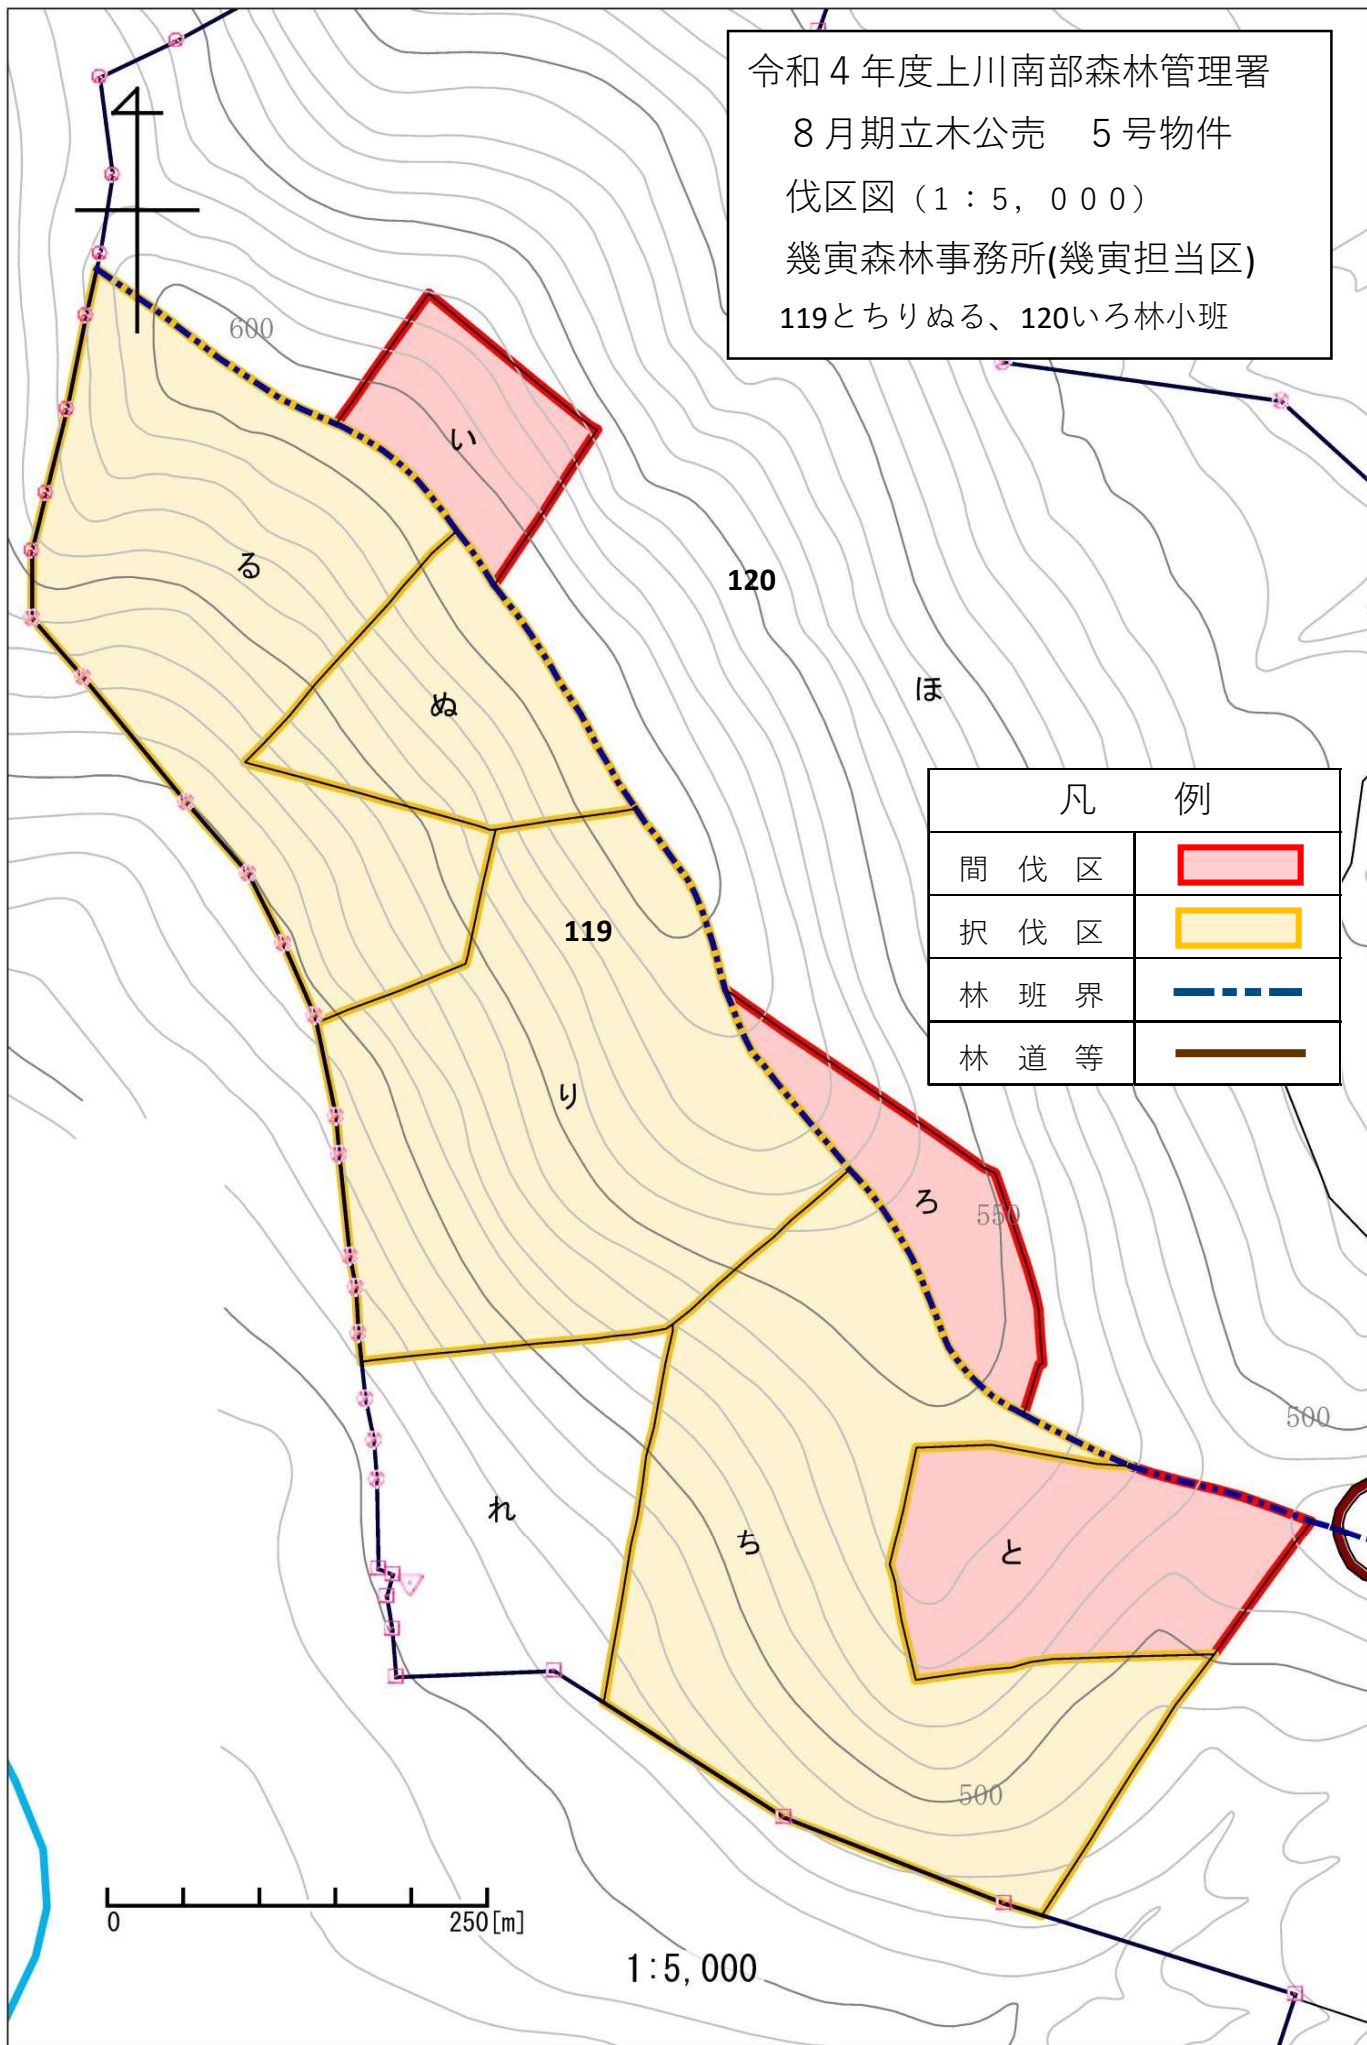 令和４年度上川南部森林管理署
８月期立木公売　５号物件
伐区図（１：５，０００）
幾寅森林事務所(幾寅担当区)
119とちりぬる、120いろ林小班
600
い
る
120
ぬ
ほ
凡　例
間　伐　区
択　伐　区
林　班　界
林　道　等
119
り
ろ
550
500
れ
ち
と
500
0
250[m]
1:5,000